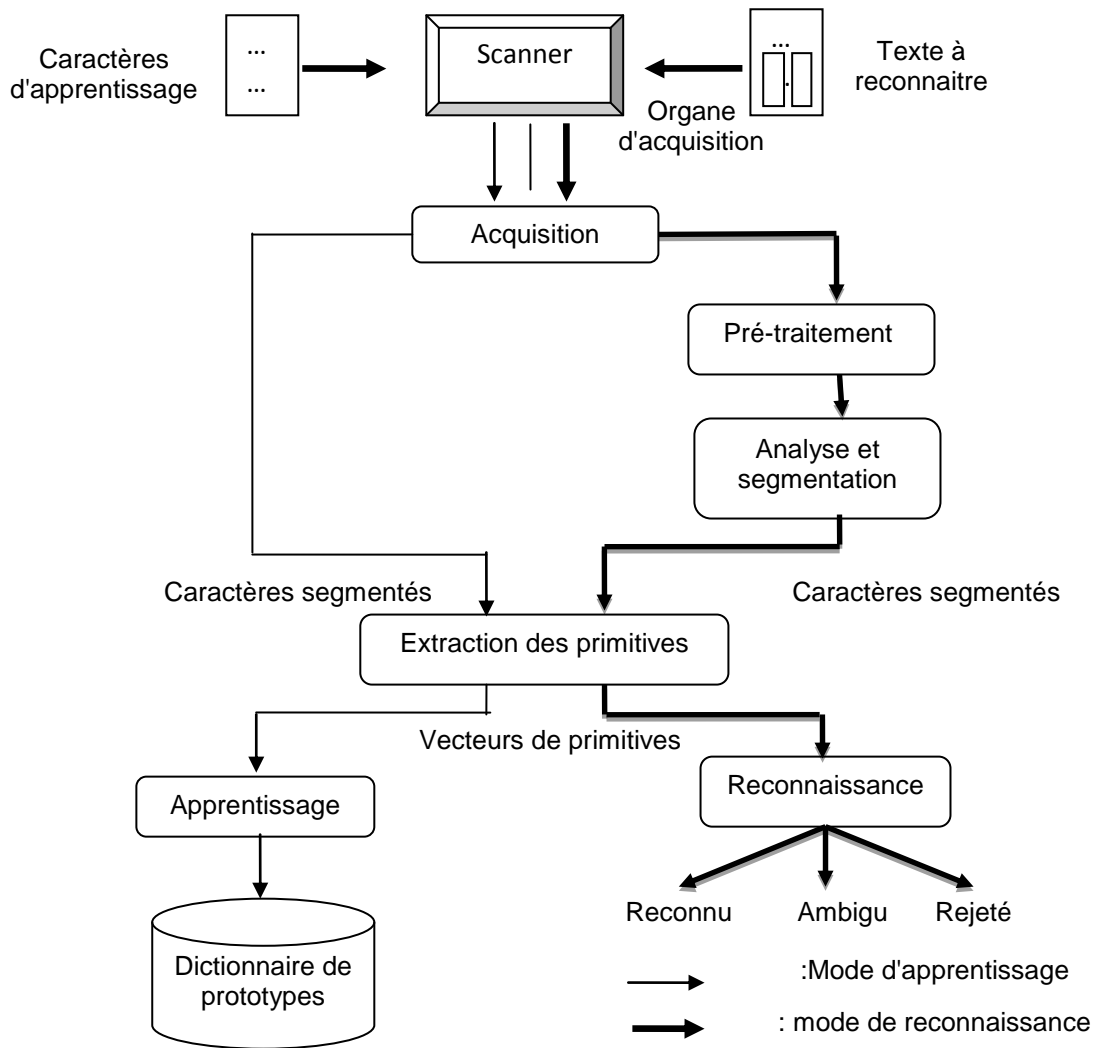 Caractères
d'apprentissage
...
...
Scanner
...
.
Texte à
reconnaitre
Organe
d'acquisition
Acquisition
Pré-traitement
Analyse et
segmentation
Caractères segmentés
Caractères segmentés
Extraction des primitives
Vecteurs de primitives
Apprentissage
Reconnaissance
Reconnu
Ambigu
Rejeté
Dictionnaire de
prototypes
:Mode d'apprentissage
: mode de reconnaissance